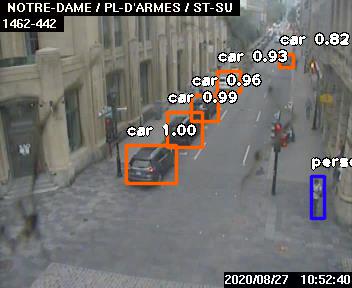 NOTRE-DAME / PL-D'ARMES / ST-SU
1462-442
car 0.82
car 0.93
car 0.96
car 0.99
car 1.00
perso
2020/08/27 10:52:40